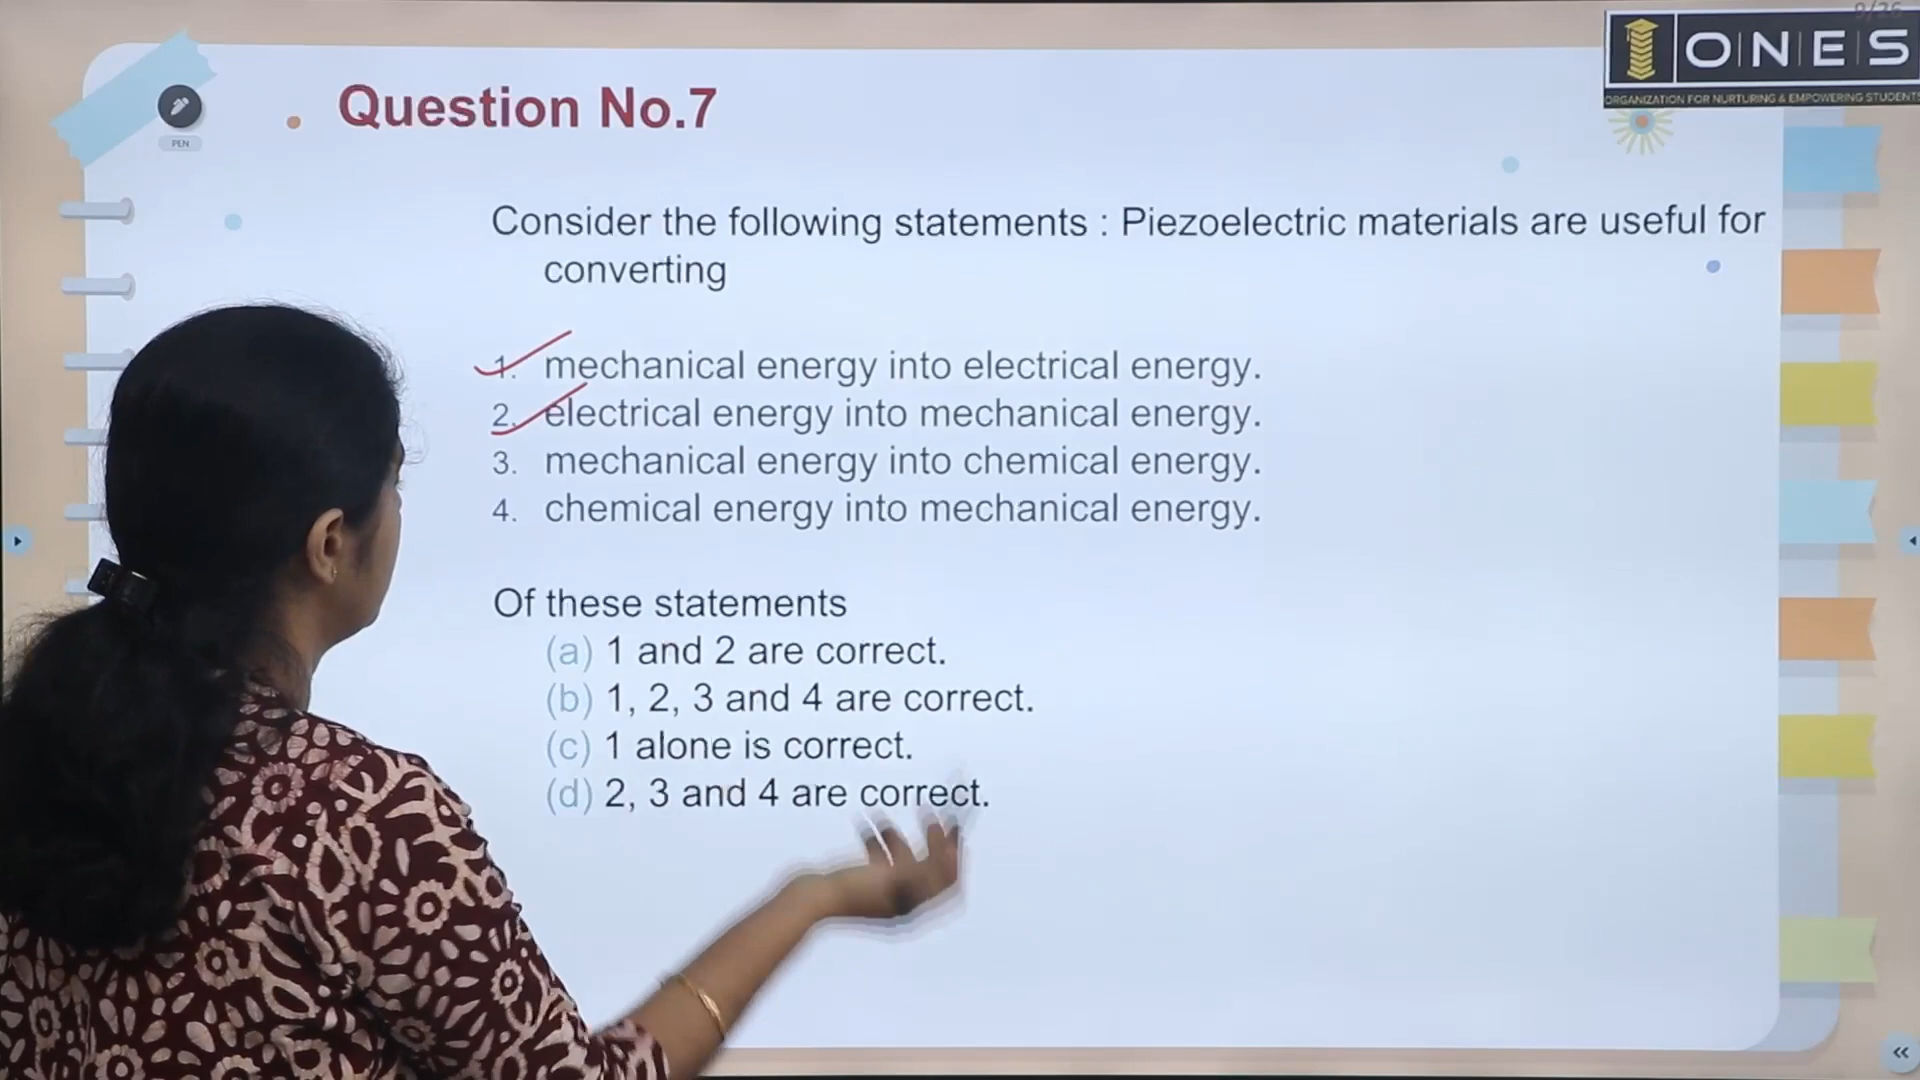 9/26
ONES
ORGANIZATION FOR NURTURING & EMPOWERING STUDENTS
PEN
Question No.7
Consider the following statements : Piezoelectric materials are useful for
converting
1. mechanical energy into electrical energy.
2. electrical energy into mechanical energy.
3. mechanical energy into chemical energy.
4. chemical energy into mechanical energy.
Of these statements
(a) 1 and 2 are correct.
(b) 1, 2, 3 and 4 are correct.
(c) 1 alone is correct.
(d) 2, 3 and 4 are correct.